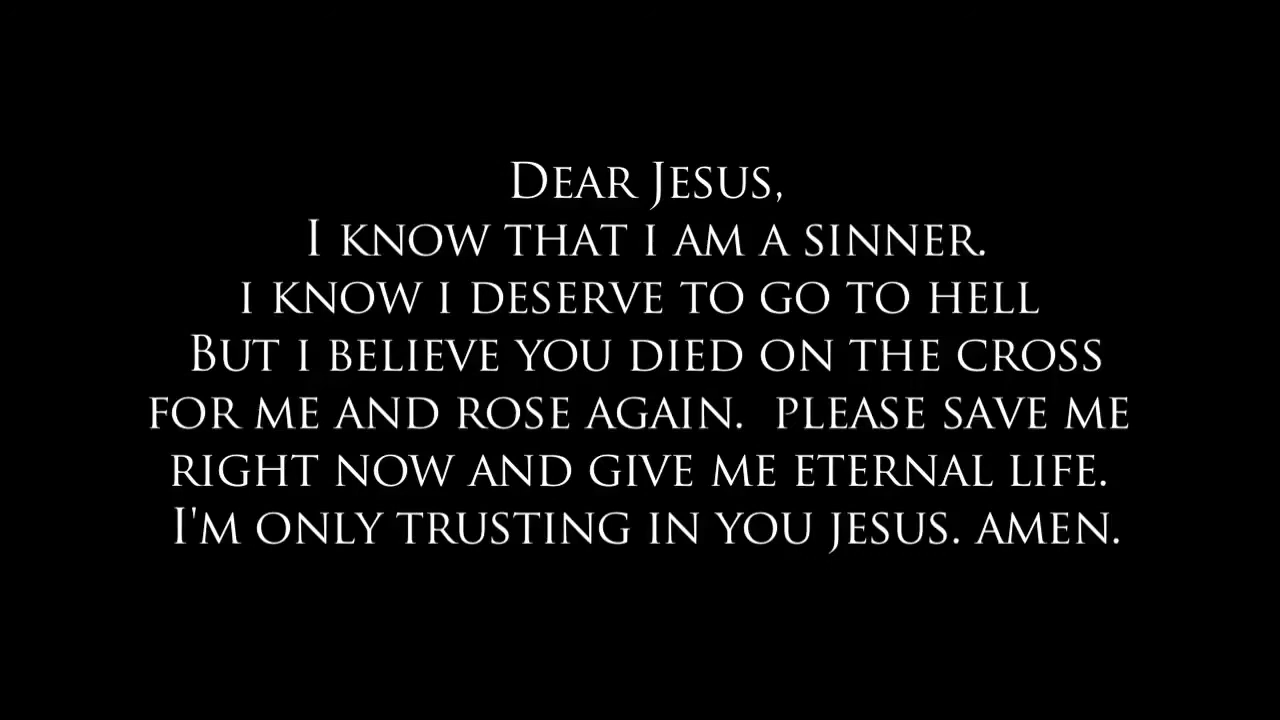 Dear Jesus,
I know that i am a sinner.
i know i deserve to go to hell
But i believe you died on the cross
for me and rose again.  please save me
right now and give me eternal life.
I'm only trusting in you jesus. amen.